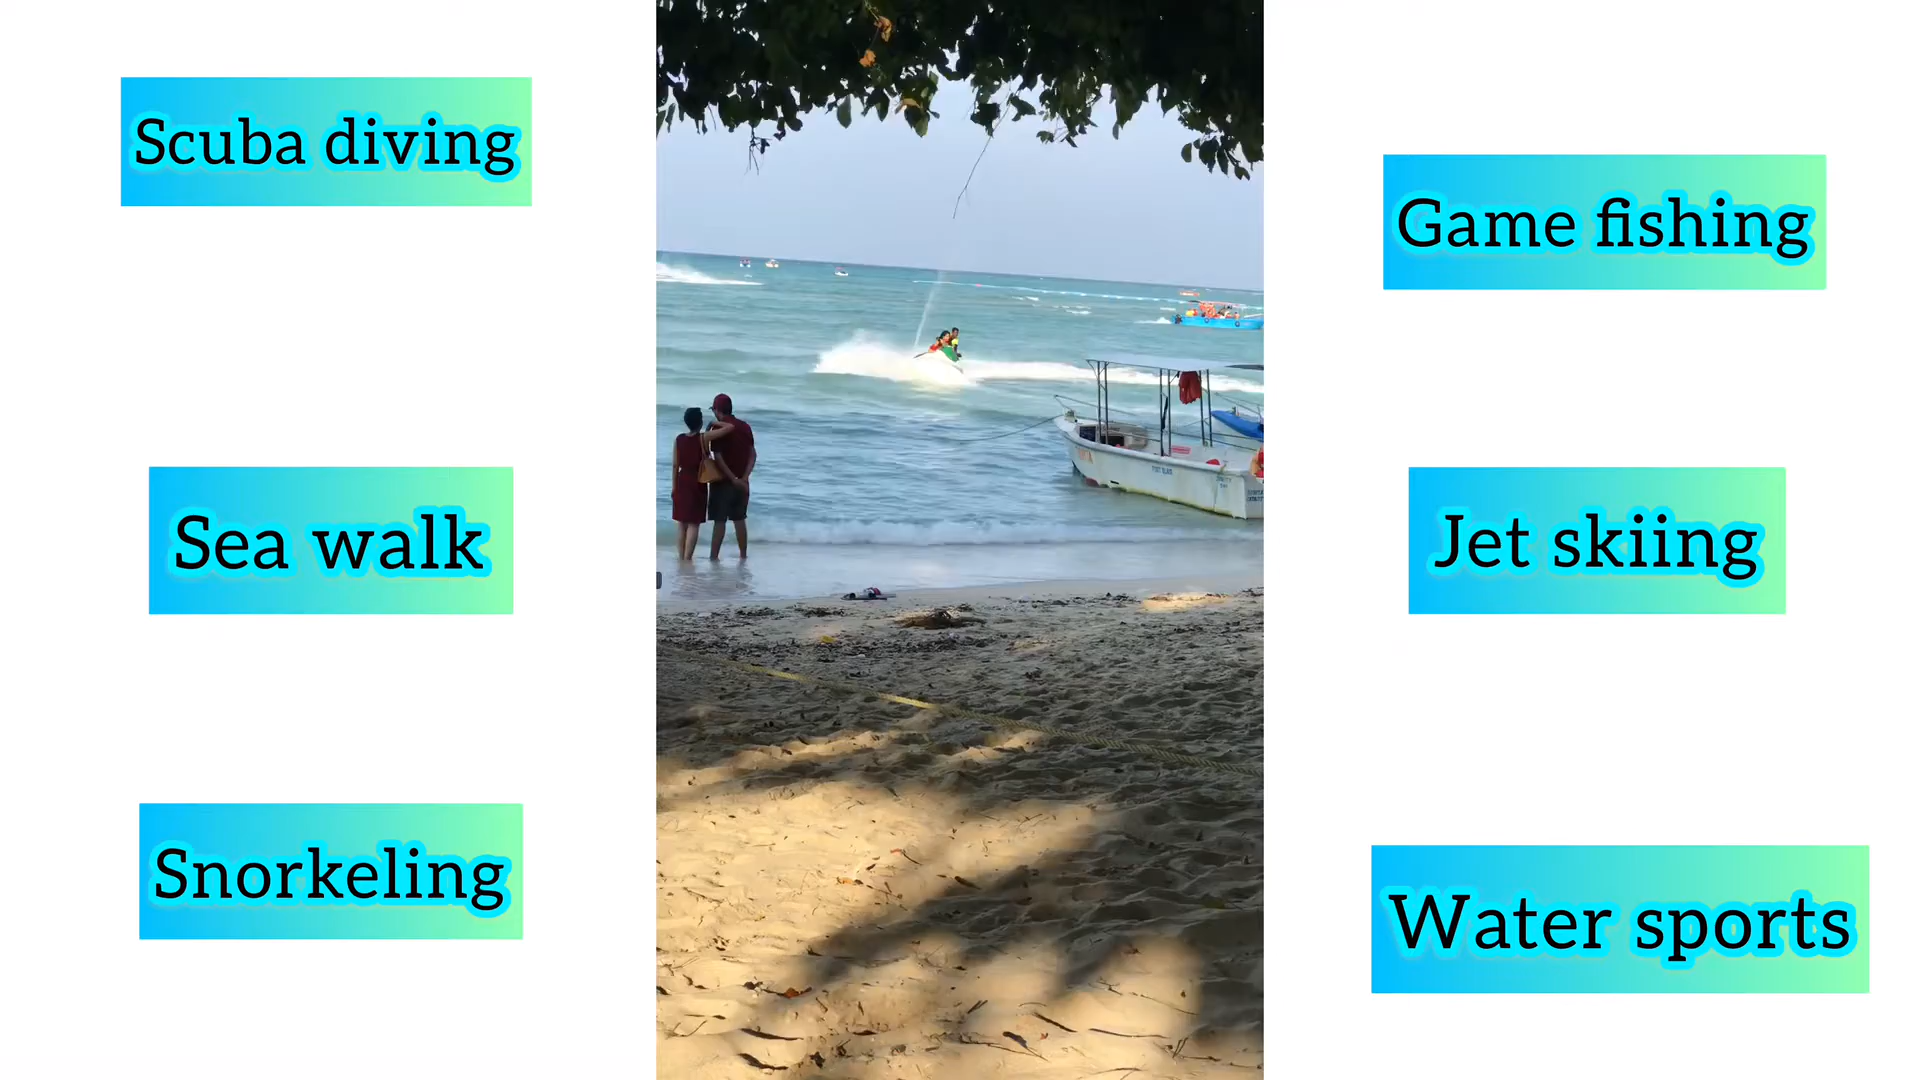 Scuba diving
Sea walk
Snorkeling
Game fishing
Jet skiing
Water sports